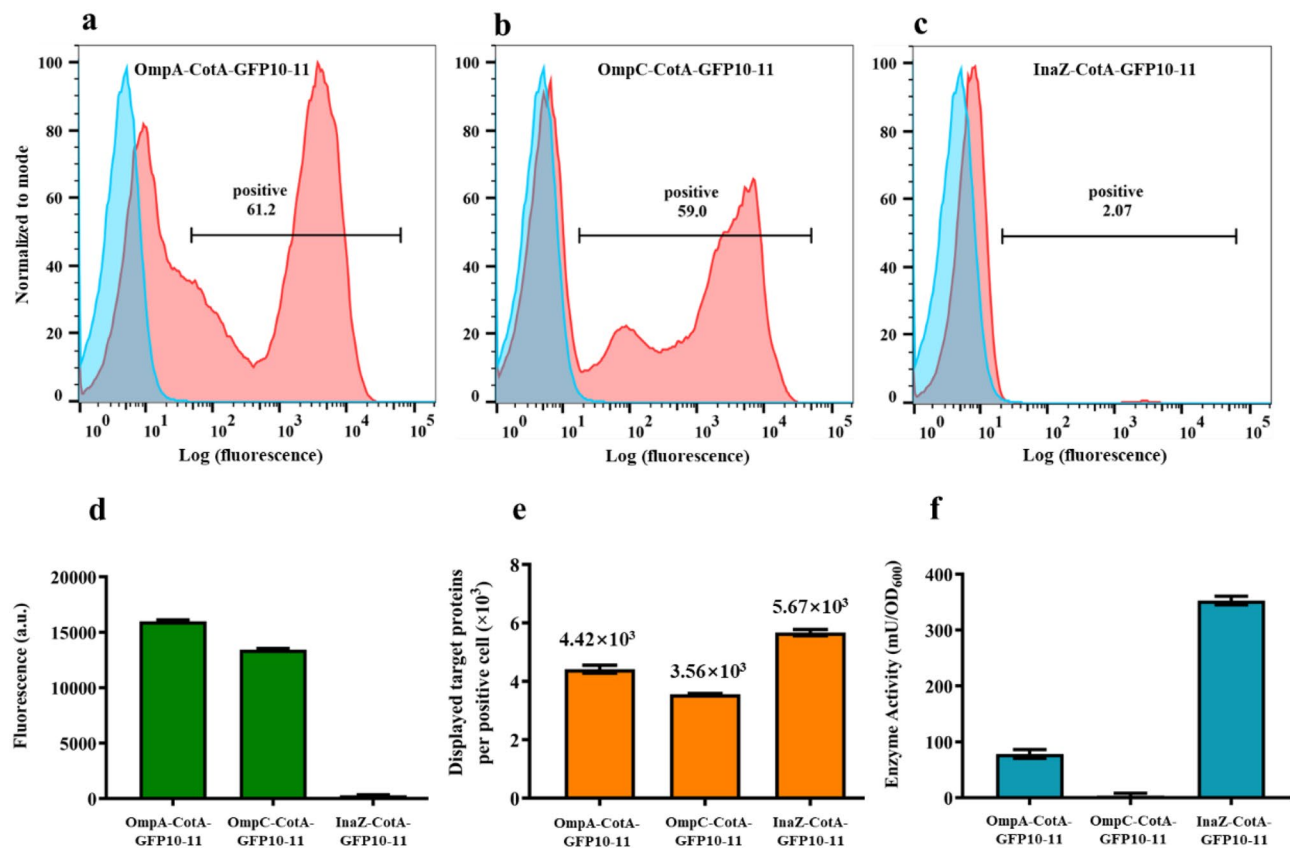 a
OmpA-CotA-GFP10-11
positive
61.2
Normalized to mode
100
80
60
40
20
0
10⁰ 10¹ 10² 10³ 10⁴ 10⁵
Log (fluorescence)
b
OmpC-CotA-GFP10-11
positive
59.0
100
80
60
40
20
0
10⁰ 10¹ 10² 10³ 10⁴ 10⁵
Log (fluorescence)
c
InaZ-CotA-GFP10-11
positive
2.07
100
80
60
40
20
0
10⁰ 10¹ 10² 10³ 10⁴ 10⁵
Log (fluorescence)
d
Fluorescence (a.u.)
20000
15000
10000
5000
0
OmpA-CotA- OmpC-CotA- InaZ-CotA-
GFP10-11 GFP10-11 GFP10-11
e
Displayed target proteins
per positive cell (×10³)
8
6
4
2
0
4.42×10³
3.56×10³
5.67×10³
OmpA-CotA- OmpC-CotA- InaZ-CotA-
GFP10-11 GFP10-11 GFP10-11
f
Enzyme Activity (mU/OD₆₀₀)
400
300
200
100
0
OmpA-CotA- OmpC-CotA- InaZ-CotA-
GFP10-11 GFP10-11 GFP10-11